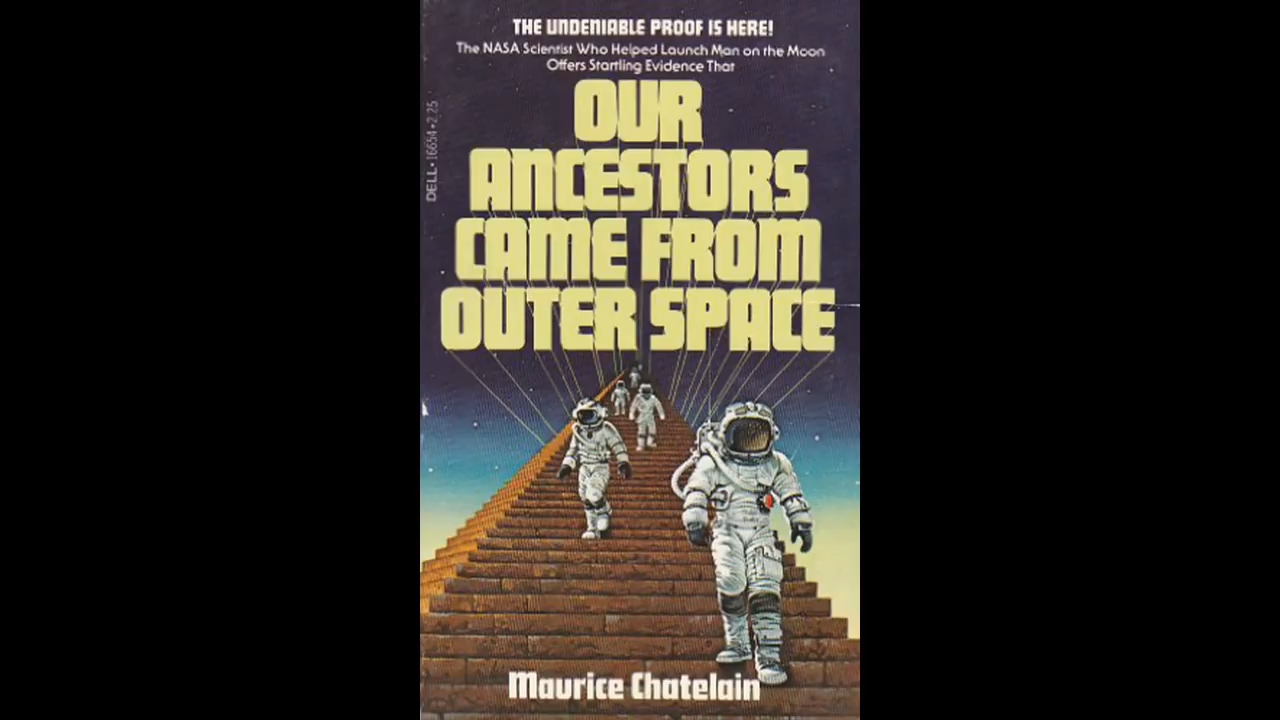 THE UNDENIABLE PROOF IS HERE!
The NASA Scientist Who Helped Launch Man on the Moon
Offers Startling Evidence That
OUR
ANCESTORS
CAME FROM
OUTER SPACE
DELL • 16654 • 2.25
Maurice Chatelain